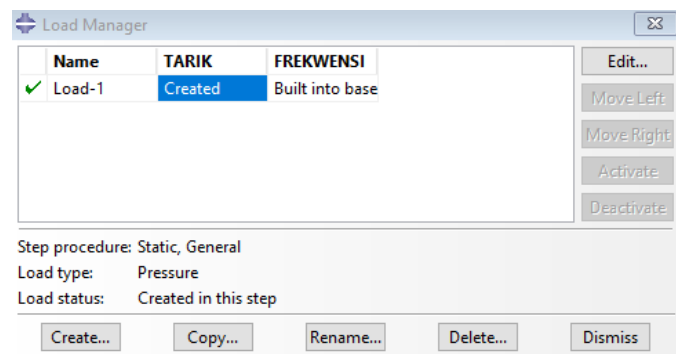 Load Manager
Name TARIK FREKWENSI
Load-1 Created Built into base
Edit...
Move Left
Move Right
Activate
Deactivate
Step procedure: Static, General
Load type: Pressure
Load status: Created in this step
Create... Copy... Rename... Delete... Dismiss